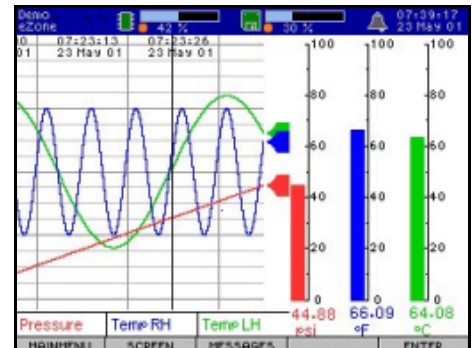 Demo 07:39:17
eZone 42 % 30 % 23 May 01
00 07:23:13 07:23:26 100 100 100
01 23 May 01 23 May 01
80 80 80
60 60 60
40 40 40
20 20 20
0 0 0
44.88 66.09 64.08
Pressure Temp RH Temp LH psi °F °C
MAINMENU SCREEN MESSAGES ENTER